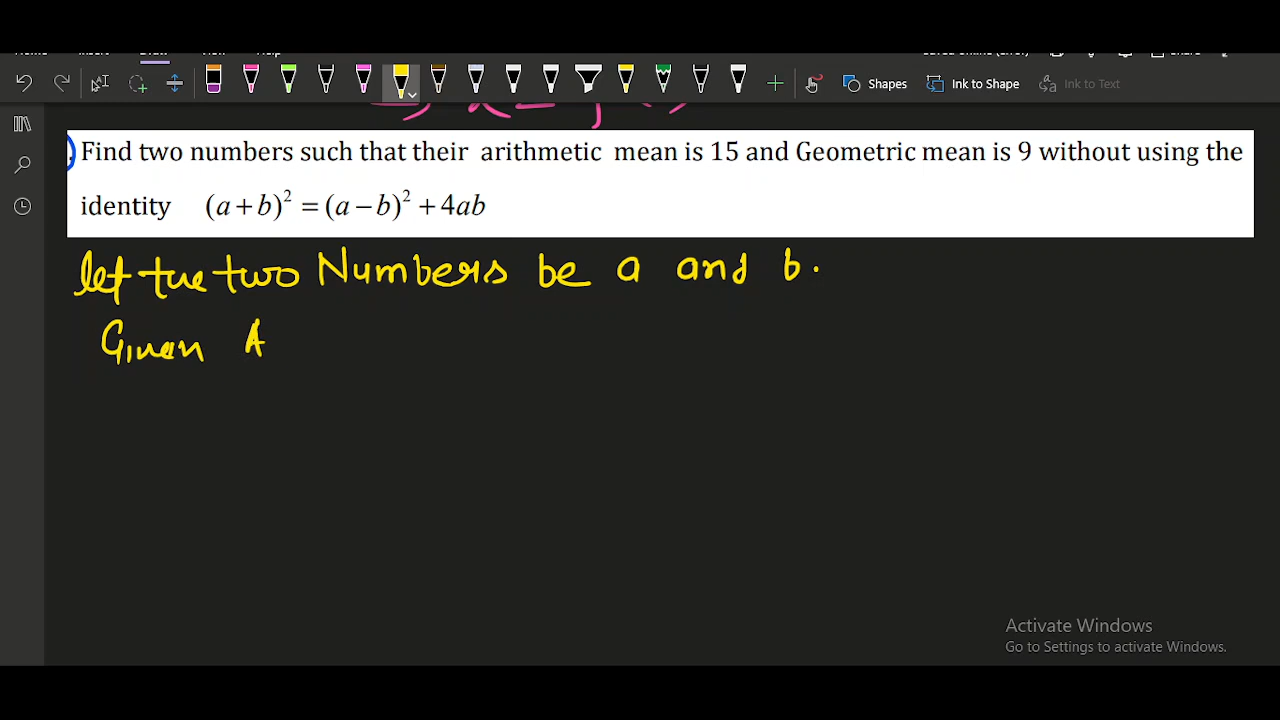 Shapes Ink to Shape Ink to Text
Find two numbers such that their arithmetic mean is 15 and Geometric mean is 9 without using the
identity (a+b)² = (a−b)² + 4ab
let the two Numbers be a and b.
Given A
Activate Windows
Go to Settings to activate Windows.